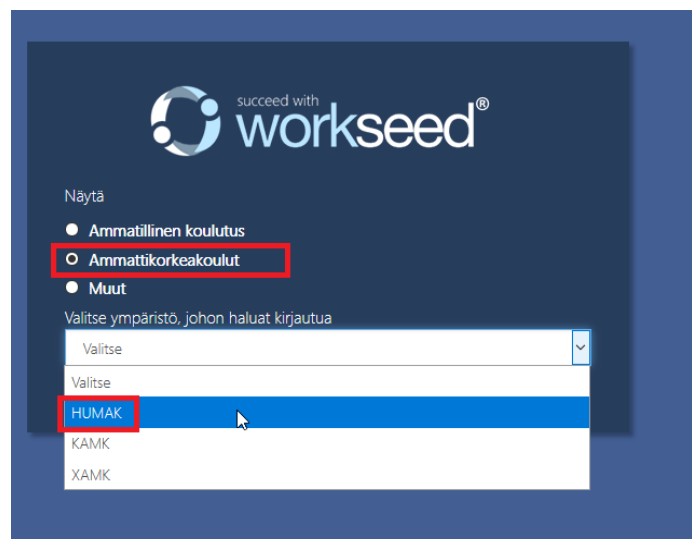 succeed with
workseed®
Näytä
Ammatillinen koulutus
Ammattikorkeakoulut
Muut
Valitse ympäristö, johon haluat kirjautua
Valitse
Valitse
HUMAK
KAMK
XAMK